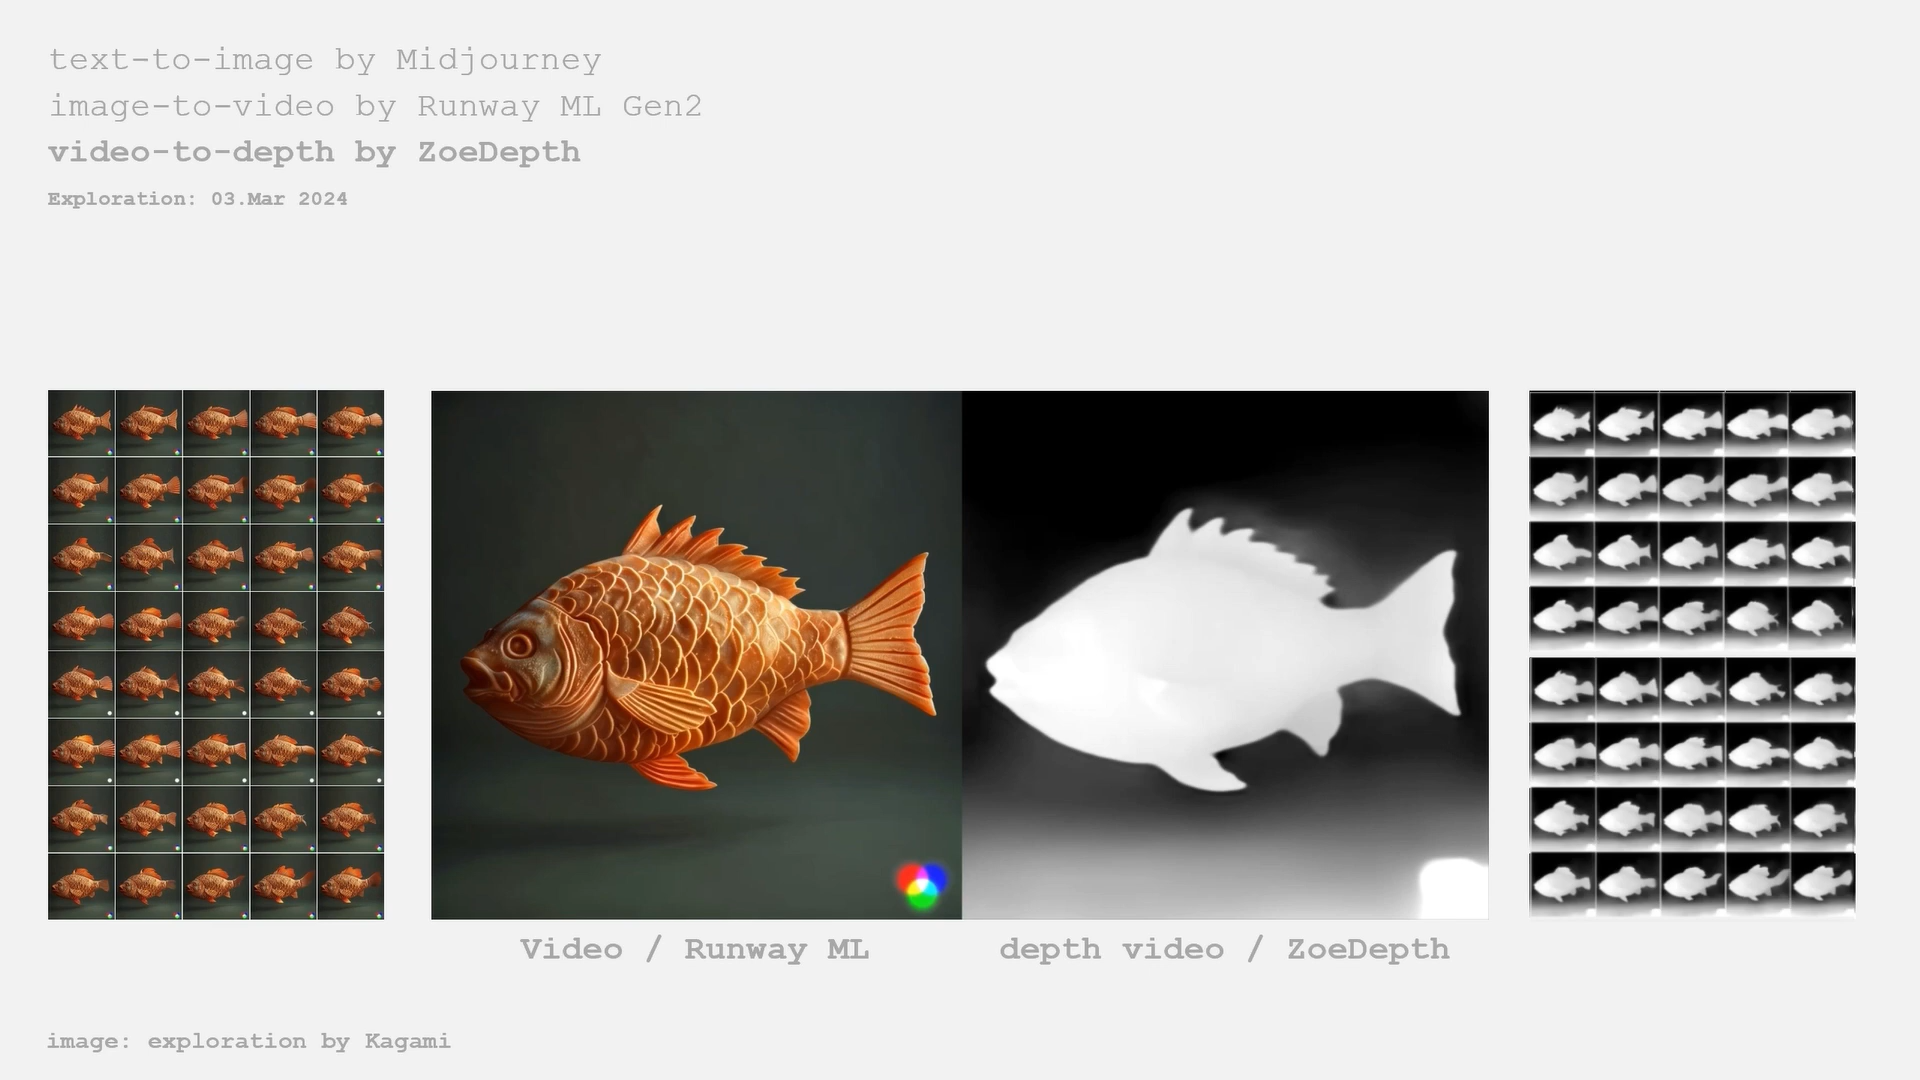 text-to-image by Midjourney
image-to-video by Runway ML Gen2
video-to-depth by ZoeDepth
Exploration: 03.Mar 2024
Video / Runway ML
depth video / ZoeDepth
image: exploration by Kagami